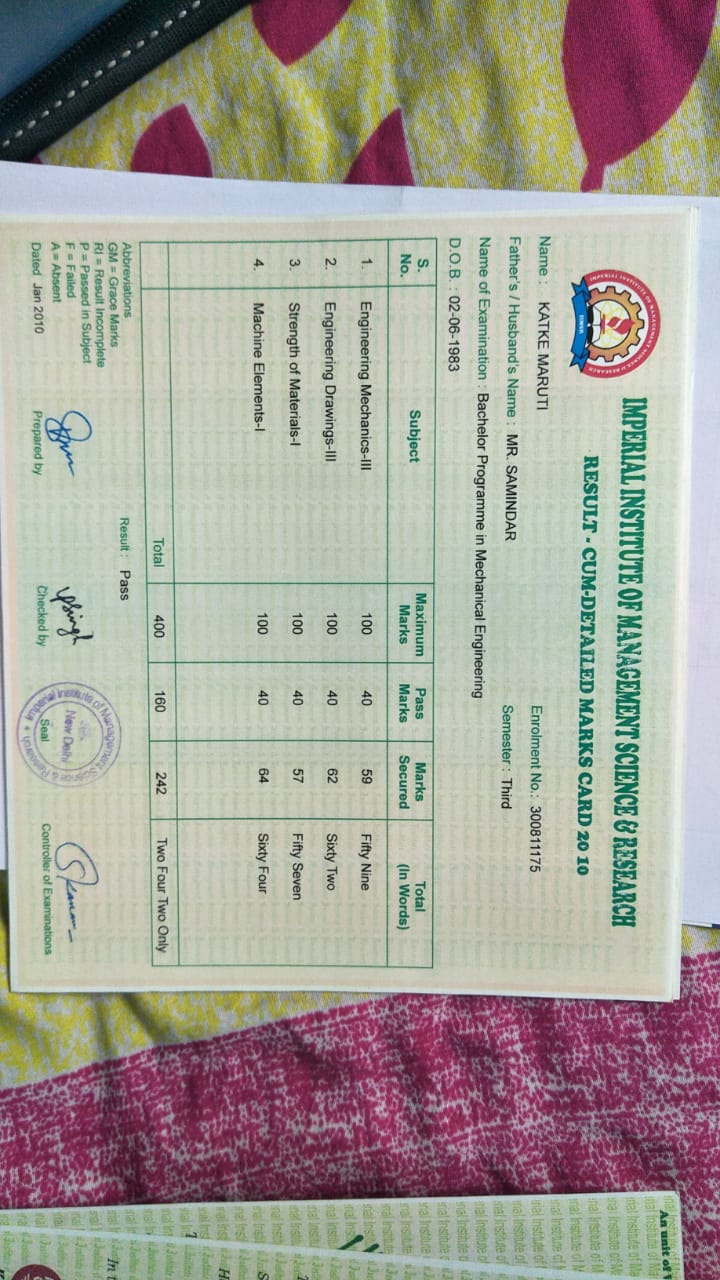 IMPERIAL INSTITUTE OF MANAGEMENT SCIENCE & RESEARCH
RESULT - CUM-DETAILED MARKS CARD 20 10
IIMSR
Name : KATKE MARUTI Enrolment No.: 300811175
Father's / Husband's Name : MR. SAMINDAR Semester : Third
Name of Examination : Bachelor Programme in Mechanical Engineering
D.O.B. : 02-06-1983
S. No. Subject Maximum Marks Pass Marks Marks Secured Total (In Words)
1. Engineering Mechanics-III 100 40 59 Fifty Nine
2. Engineering Drawings-III 100 40 62 Sixty Two
3. Strength of Materials-I 100 40 57 Fifty Seven
4. Machine Elements-I 100 40 64 Sixty Four
Total 400 160 242 Two Four Two Only
Result : Pass
Abbreviations
GM = Grace Marks
RI = Result Incomplete
P = Passed in Subject
F = Failed
A = Absent
Dated Jan 2010 Prepared by Checked by Seal Controller of Examinations
Imperial Institute of Management Science & Research
New Delhi
An unit of